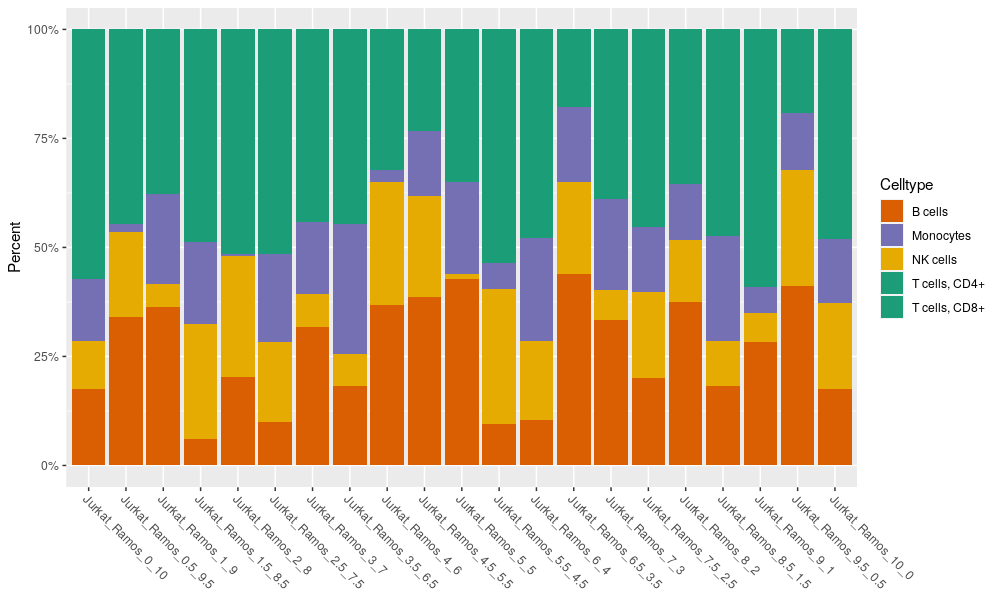 100%
75%
50%
25%
0%
Percent
Jurkat_Ramos_0_10
Jurkat_Ramos_0.5_9.5
Jurkat_Ramos_1_9
Jurkat_Ramos_1.5_8.5
Jurkat_Ramos_2_8
Jurkat_Ramos_2.5_7.5
Jurkat_Ramos_3_7
Jurkat_Ramos_3.5_6.5
Jurkat_Ramos_4_6
Jurkat_Ramos_4.5_5.5
Jurkat_Ramos_5_5
Jurkat_Ramos_5.5_4.5
Jurkat_Ramos_6_4
Jurkat_Ramos_6.5_3.5
Jurkat_Ramos_7_3
Jurkat_Ramos_7.5_2.5
Jurkat_Ramos_8_2
Jurkat_Ramos_8.5_1.5
Jurkat_Ramos_9_1
Jurkat_Ramos_9.5_0.5
Jurkat_Ramos_10_0
Celltype
B cells
Monocytes
NK cells
T cells, CD4+
T cells, CD8+